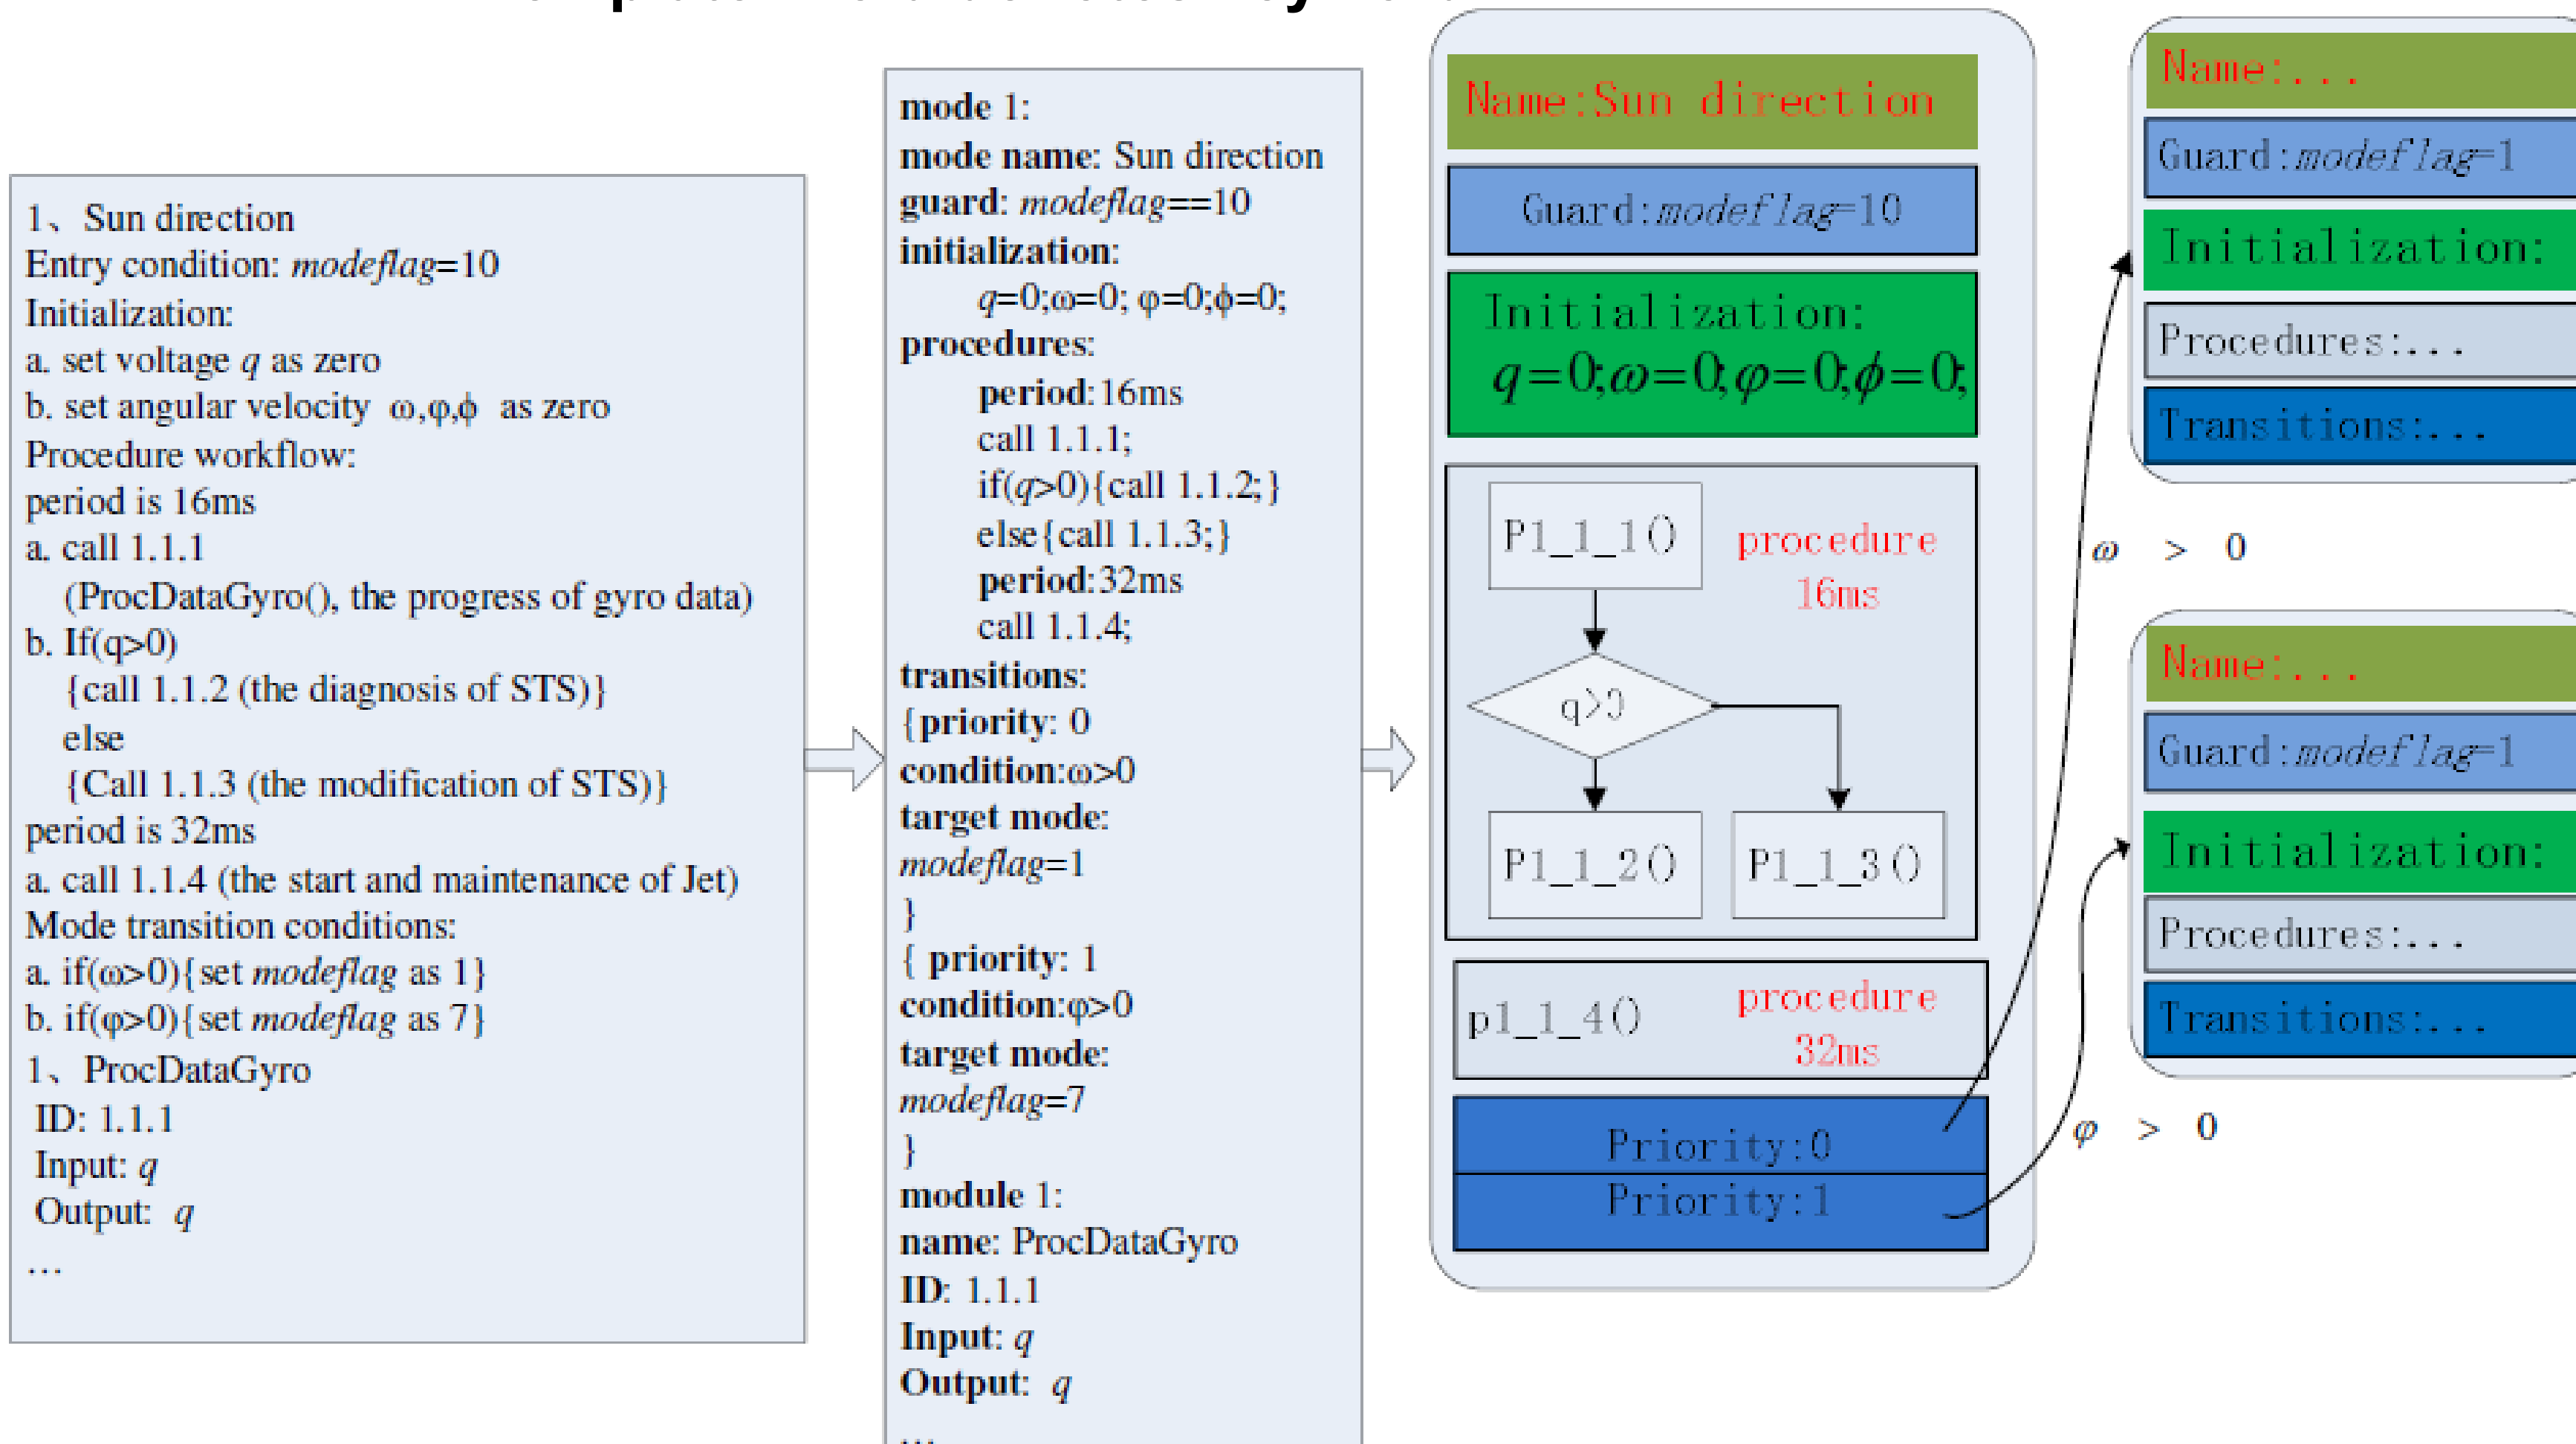 1、Sun direction
Entry condition: modeflag=10
Initialization:
a. set voltage q as zero
b. set angular velocity ω,φ,ϕ as zero
Procedure workflow:
period is 16ms
a. call 1.1.1
(ProcDataGyro(), the progress of gyro data)
b. If(q>0)
{call 1.1.2 (the diagnosis of STS)}
else
{Call 1.1.3 (the modification of STS)}
period is 32ms
a. call 1.1.4 (the start and maintenance of Jet)
Mode transition conditions:
a. if(ω>0){set modeflag as 1}
b. if(φ>0){set modeflag as 7}
1、ProcDataGyro
ID: 1.1.1
Input: q
Output: q
...
mode 1:
mode name: Sun direction
guard: modeflag==10
initialization:
q=0;ω=0; φ=0;ϕ=0;
procedures:
period:16ms
call 1.1.1;
if(q>0){call 1.1.2;}
else{call 1.1.3;}
period:32ms
call 1.1.4;
transitions:
{priority: 0
condition:ω>0
target mode:
modeflag=1
}
{ priority: 1
condition:φ>0
target mode:
modeflag=7
}
module 1:
name: ProcDataGyro
ID: 1.1.1
Input: q
Output: q
...
Name:Sun direction
Guard:modeflag=10
Initialization:
q=0;ω=0;φ=0;ϕ=0;
P1_1_1()
procedure
16ms
q>0
P1_1_2()
P1_1_3()
p1_1_4()
procedure
32ms
Priority:0
Priority:1
Name:...
Guard:modeflag=1
Initialization:
Procedures:...
Transitions:...
ω > 0
Name:...
Guard:modeflag=1
Initialization:
Procedures:...
Transitions:...
φ > 0